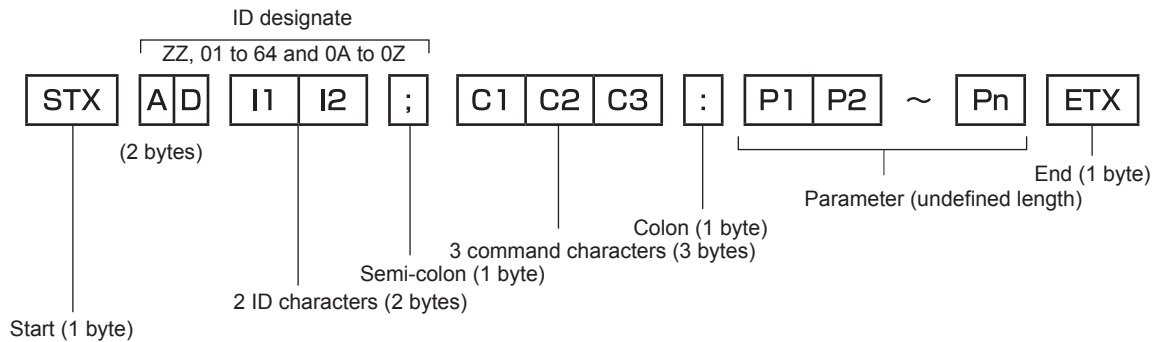 ID designate
ZZ, 01 to 64 and 0A to 0Z
STX A D I1 I2 ; C1 C2 C3 : P1 P2 ~ Pn ETX
(2 bytes)
End (1 byte)
Parameter (undefined length)
Colon (1 byte)
3 command characters (3 bytes)
Semi-colon (1 byte)
2 ID characters (2 bytes)
Start (1 byte)